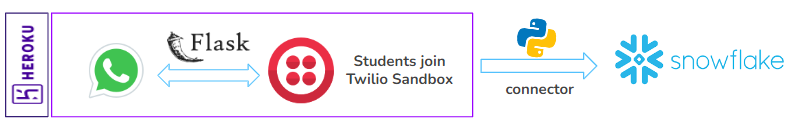 HEROKU
Flask
Students join
Twilio Sandbox
connector
snowflake